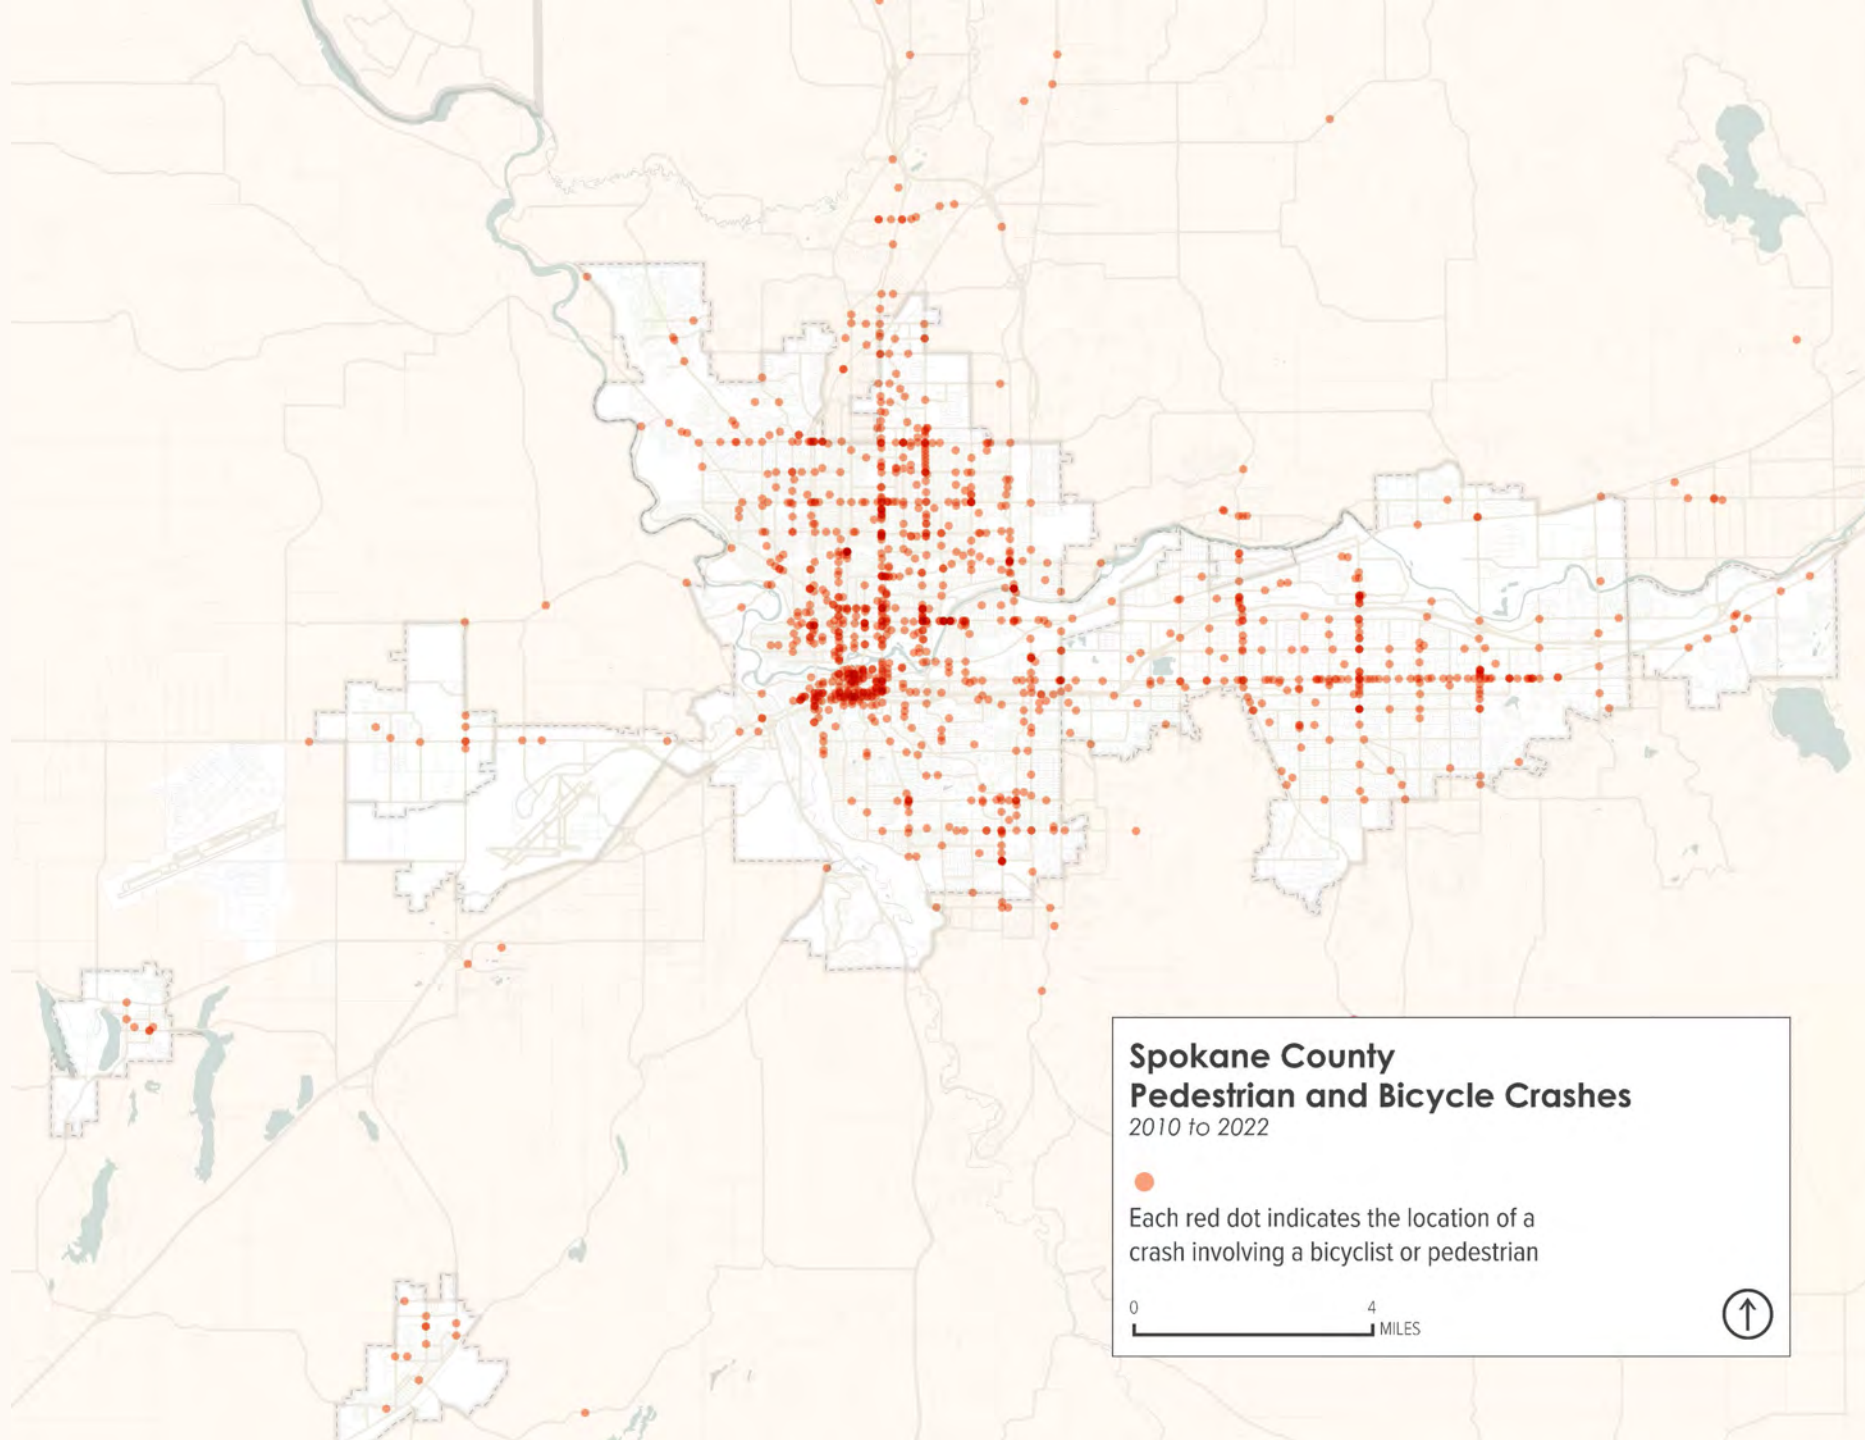 Spokane County
Pedestrian and Bicycle Crashes
2010 to 2022
Each red dot indicates the location of a
crash involving a bicyclist or pedestrian
0 4
MILES